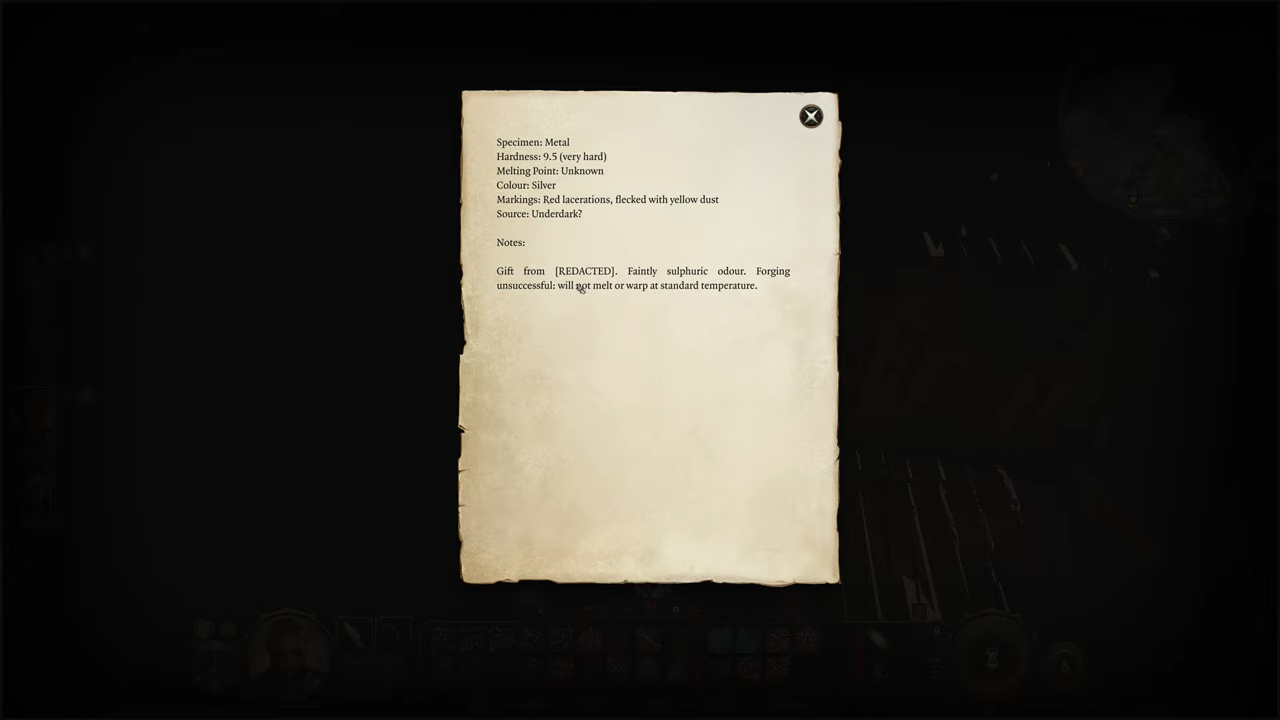 Specimen: Metal
Hardness: 9.5 (very hard)
Melting Point: Unknown
Colour: Silver
Markings: Red lacerations, flecked with yellow dust
Source: Underdark?
Notes:
Gift from [REDACTED]. Faintly sulphuric odour. Forging
unsuccessful: will not melt or warp at standard temperature.